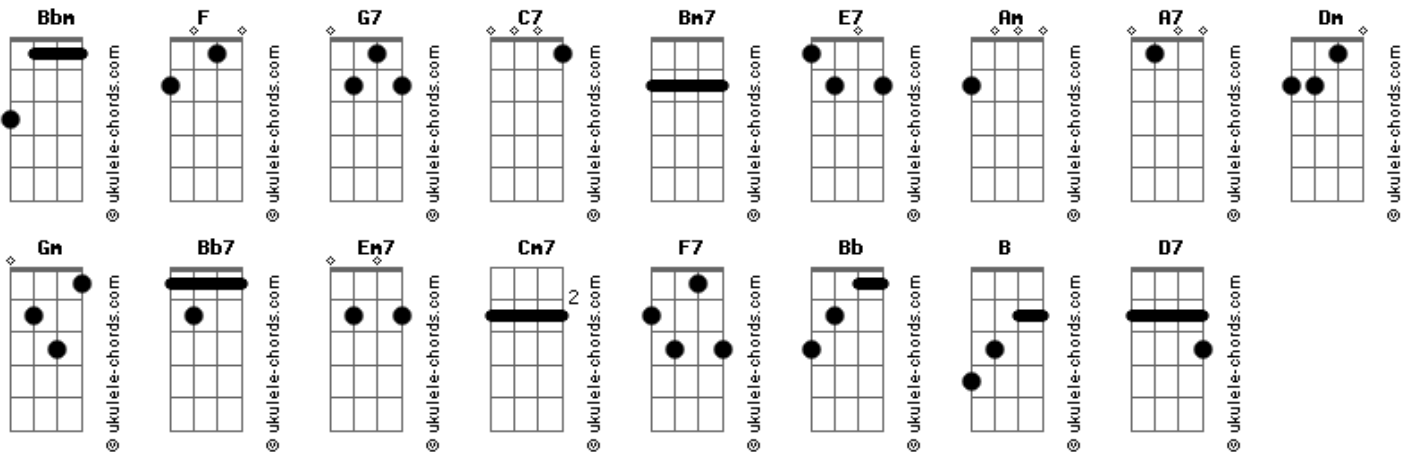 Bbm F G7 C7 Bm7 E7 Am A7 Dm
© ukulele-chords.com © ukulele-chords.com © ukulele-chords.com © ukulele-chords.com © ukulele-chords.com © ukulele-chords.com © ukulele-chords.com © ukulele-chords.com © ukulele-chords.com
Gm Bb7 Em7 Cm7 F7 Bb B D7
2
© ukulele-chords.com © ukulele-chords.com © ukulele-chords.com © ukulele-chords.com © ukulele-chords.com © ukulele-chords.com © ukulele-chords.com © ukulele-chords.com